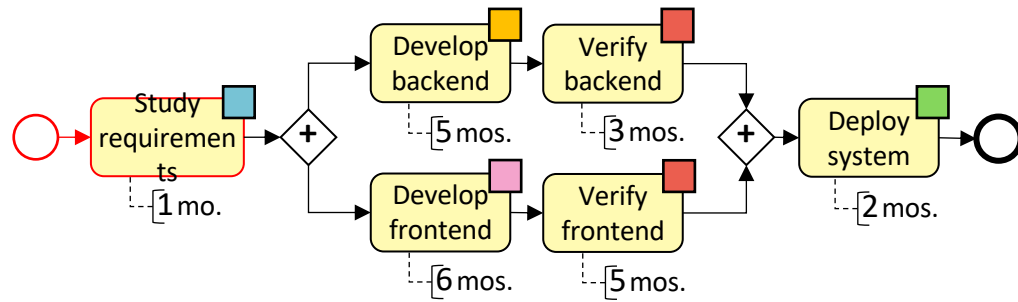 Study
requiremen
ts
1 mo.
+
Develop
backend
5 mos.
Verify
backend
3 mos.
Develop
frontend
6 mos.
Verify
frontend
5 mos.
+
Deploy
system
2 mos.